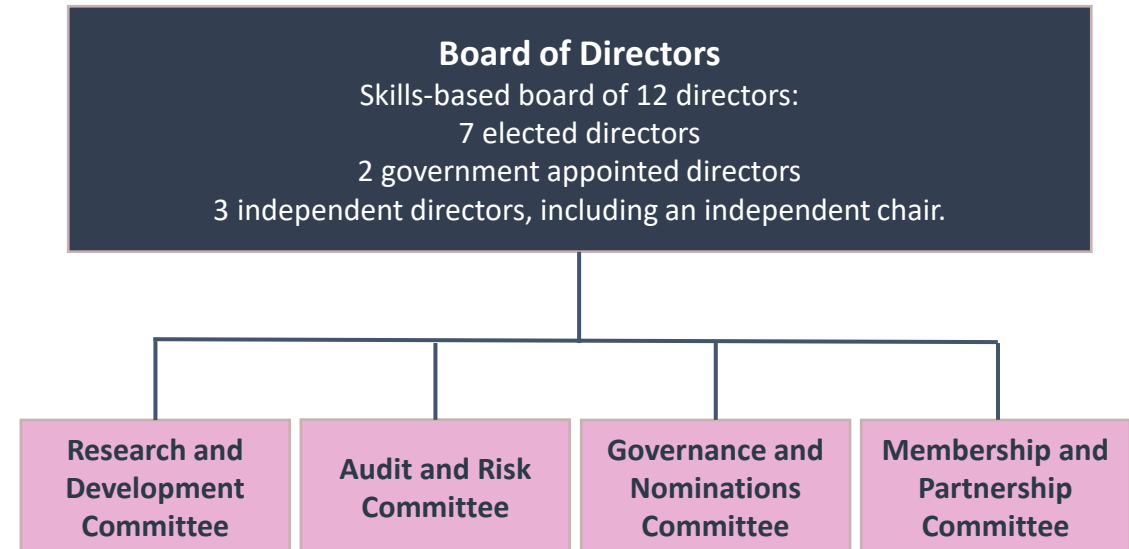 Board of Directors
Skills-based board of 12 directors:
7 elected directors
2 government appointed directors
3 independent directors, including an independent chair.
Research and
Development
Committee
Audit and Risk
Committee
Governance and
Nominations
Committee
Membership and
Partnership
Committee